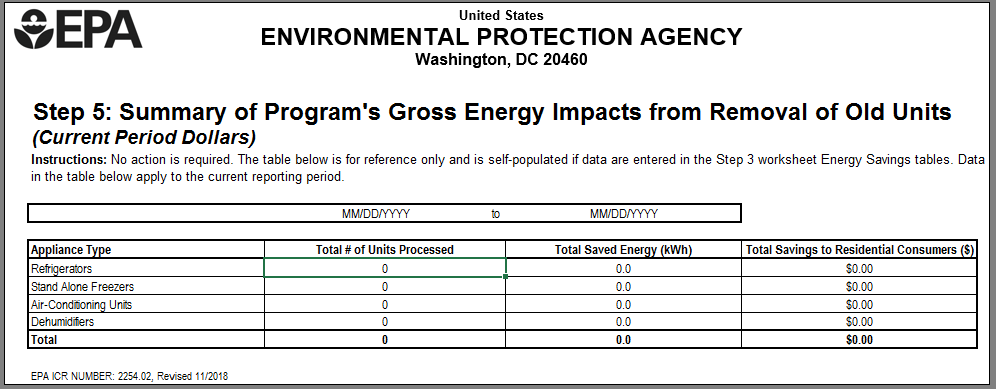 EPA
United States
ENVIRONMENTAL PROTECTION AGENCY
Washington, DC 20460
Step 5: Summary of Program's Gross Energy Impacts from Removal of Old Units
(Current Period Dollars)
Instructions: No action is required. The table below is for reference only and is self-populated if data are entered in the Step 3 worksheet Energy Savings tables. Data
in the table below apply to the current reporting period.
MM/DD/YYYY to MM/DD/YYYY
Appliance Type Total # of Units Processed Total Saved Energy (kWh) Total Savings to Residential Consumers ($)
Refrigerators 0 0.0 $0.00
Stand Alone Freezers 0 0.0 $0.00
Air-Conditioning Units 0 0.0 $0.00
Dehumidifiers 0 0.0 $0.00
Total 0 0.0 $0.00
EPA ICR NUMBER: 2254.02, Revised 11/2018